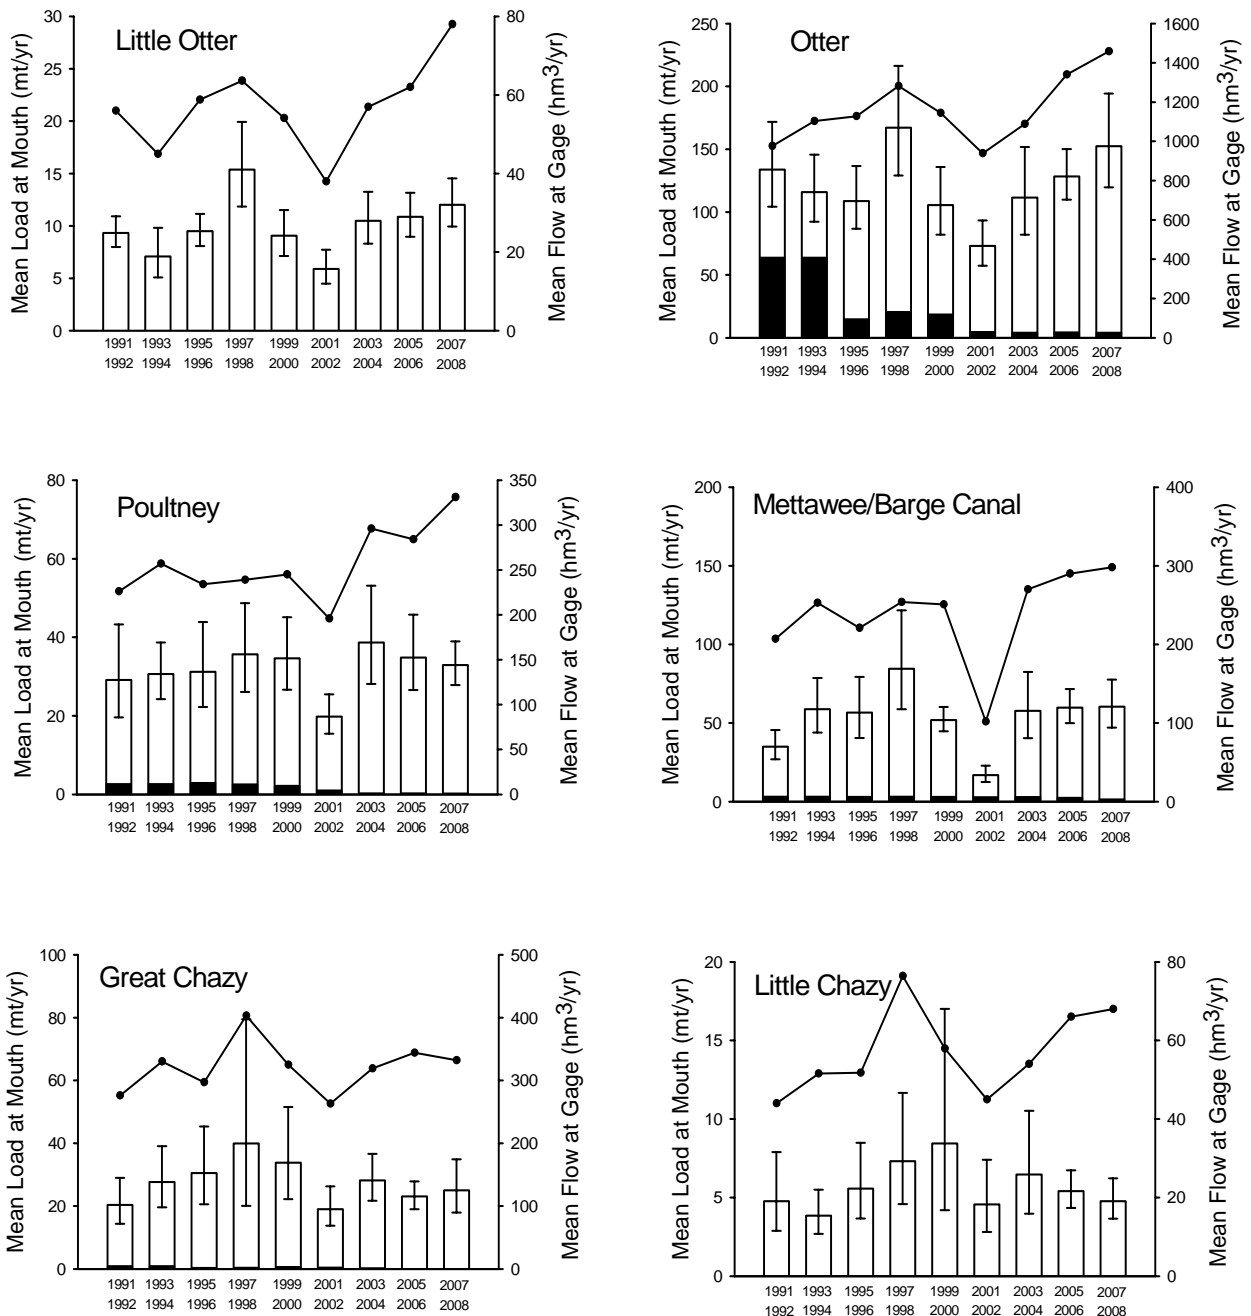 Little Otter
Mean Load at Mouth (mt/yr)
30
25
20
15
10
5
0
80
60
40
20
0
Mean Flow at Gage (hm3/yr)
1991 1993 1995 1997 1999 2001 2003 2005 2007
1992 1994 1996 1998 2000 2002 2004 2006 2008
Otter
Mean Load at Mouth (mt/yr)
250
200
150
100
50
0
1600
1400
1200
1000
800
600
400
200
0
Mean Flow at Gage (hm3/yr)
1991 1993 1995 1997 1999 2001 2003 2005 2007
1992 1994 1996 1998 2000 2002 2004 2006 2008
Poultney
Mean Load at Mouth (mt/yr)
80
60
40
20
0
350
300
250
200
150
100
50
0
Mean Flow at Gage (hm3/yr)
1991 1993 1995 1997 1999 2001 2003 2005 2007
1992 1994 1996 1998 2000 2002 2004 2006 2008
Mettawee/Barge Canal
Mean Load at Mouth (mt/yr)
200
150
100
50
0
400
300
200
100
0
Mean Flow at Gage (hm3/yr)
1991 1993 1995 1997 1999 2001 2003 2005 2007
1992 1994 1996 1998 2000 2002 2004 2006 2008
Great Chazy
Mean Load at Mouth (mt/yr)
100
80
60
40
20
0
500
400
300
200
100
0
Mean Flow at Gage (hm3/yr)
1991 1993 1995 1997 1999 2001 2003 2005 2007
1992 1994 1996 1998 2000 2002 2004 2006 2008
Little Chazy
Mean Load at Mouth (mt/yr)
20
15
10
5
0
80
60
40
20
0
Mean Flow at Gage (hm3/yr)
1991 1993 1995 1997 1999 2001 2003 2005 2007
1992 1994 1996 1998 2000 2002 2004 2006 2008